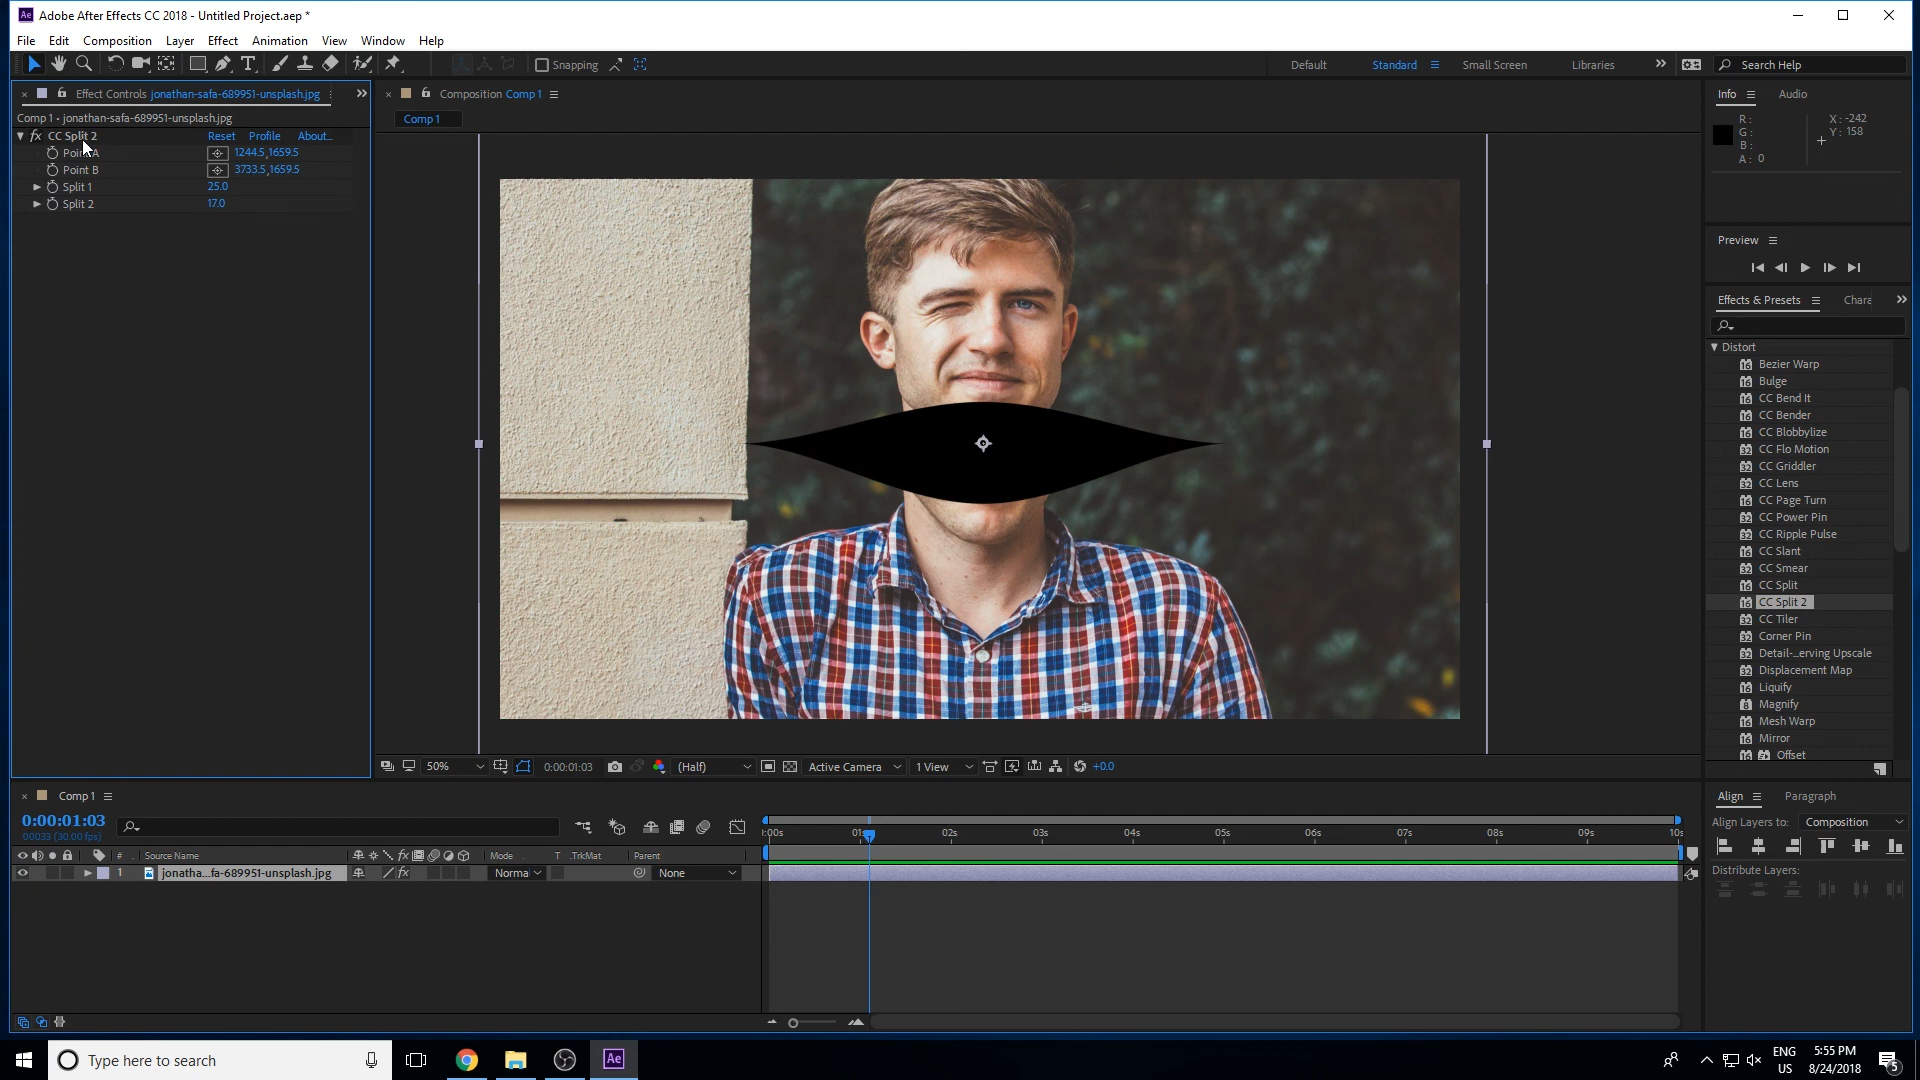 Ae Adobe After Effects CC 2018 - Untitled Project.aep *
File Edit Composition Layer Effect Animation View Window Help
Snapping Default Standard Small Screen Libraries Search Help
Effect Controls jonathan-safa-689951-unsplash.jpg
Comp 1 • jonathan-safa-689951-unsplash.jpg
fx CC Split 2 Reset Profile About...
Point A 1244.5,1659.5
Point B 3733.5,1659.5
Split 1 25.0
Split 2 17.0
Composition Comp 1
Comp 1
50% 0:00:01:03 (Half) Active Camera 1 View +0.0
Info Audio
R: X: -242
G: Y: 158
B:
A: 0
Preview
Effects & Presets Chara
Distort
Bezier Warp
Bulge
CC Bend It
CC Bender
CC Blobbylize
CC Flo Motion
CC Griddler
CC Lens
CC Page Turn
CC Power Pin
CC Ripple Pulse
CC Slant
CC Smear
CC Split
CC Split 2
CC Tiler
Corner Pin
Detail-...erving Upscale
Displacement Map
Liquify
Magnify
Mesh Warp
Mirror
Offset
Align Paragraph
Align Layers to: Composition
Distribute Layers:
Comp 1
0:00:01:03
00033 (30.00 fps)
# Source Name fx Mode T .TrkMat Parent
1 jonatha...fa-689951-unsplash.jpg fx Norma None
):00s 01s 02s 03s 04s 05s 06s 07s 08s 09s 10s
Type here to search Ae
ENG 5:55 PM
US 8/24/2018 5